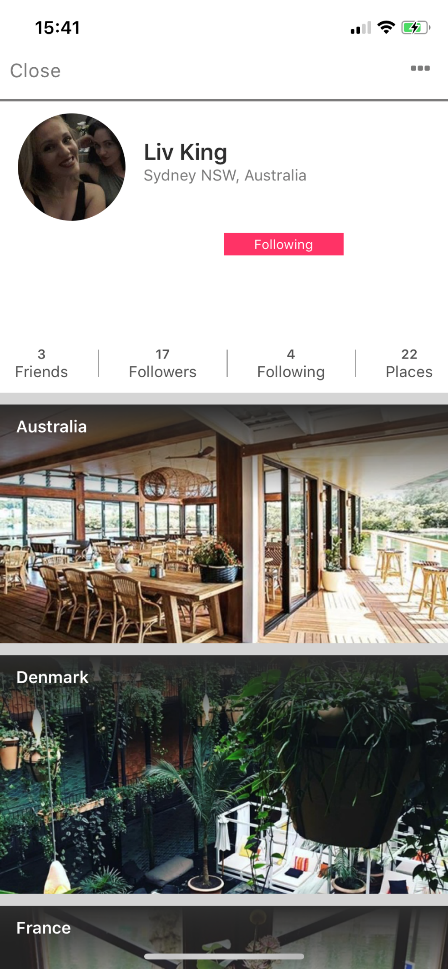 15:41
Close
Liv King
Sydney NSW, Australia
Following
3
Friends
17
Followers
4
Following
22
Places
Australia
Denmark
France